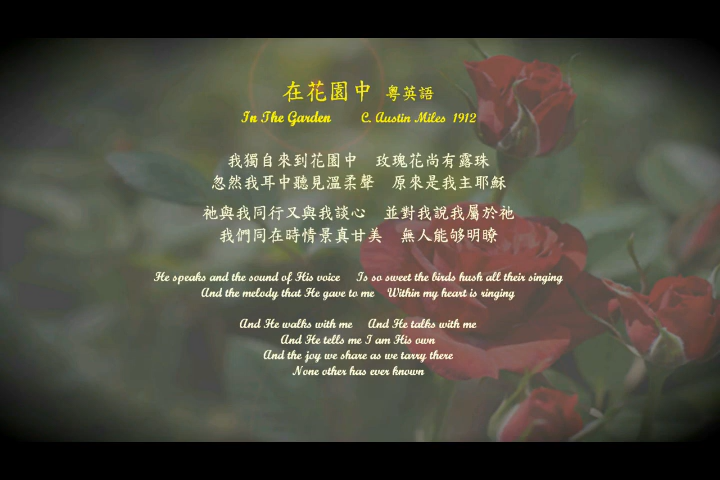 在花園中 粵英語
In The Garden C. Austin Miles 1912
我獨自來到花園中 玫瑰花尚有露珠
忽然我耳中聽見溫柔聲 原來是我主耶穌
祂與我同行又與我談心 並對我說我屬於祂
我們同在時情景真甘美 無人能够明瞭
He speaks and the sound of His voice Is so sweet the birds hush all their singing
And the melody that He gave to me Within my heart is ringing
And He walks with me And He talks with me
And He tells me I am His own
And the joy we share as we tarry there
None other has ever known